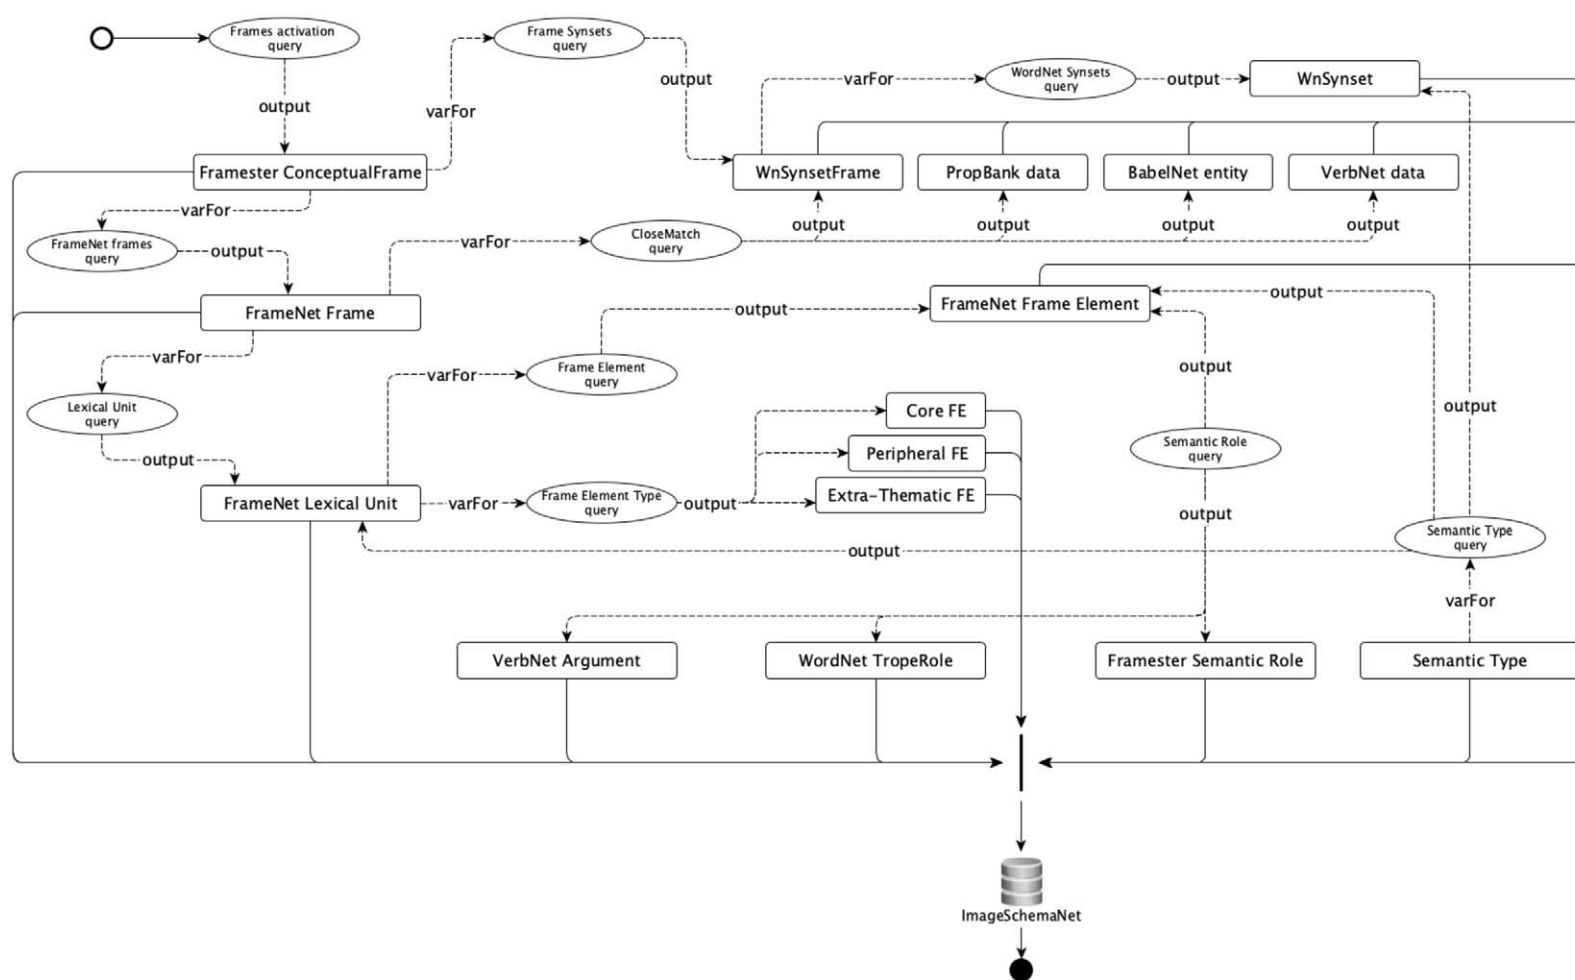 Frames activation
query
Frame Synsets
query
output
varFor
WordNet Synsets
query
output
WnSynset
output
varFor
Framester ConceptualFrame
WnSynsetFrame
PropBank data
BabelNet entity
VerbNet data
varFor
output
output
output
output
FrameNet frames
query
output
varFor
CloseMatch
query
FrameNet Frame
output
FrameNet Frame Element
output
varFor
varFor
Frame Element
query
output
Lexical Unit
query
Core FE
output
output
Peripheral FE
Semantic Role
query
FrameNet Lexical Unit
varFor
Frame Element Type
query
output
Extra-Thematic FE
output
output
Semantic Type
query
varFor
VerbNet Argument
WordNet TropeRole
Framester Semantic Role
Semantic Type
ImageSchemaNet